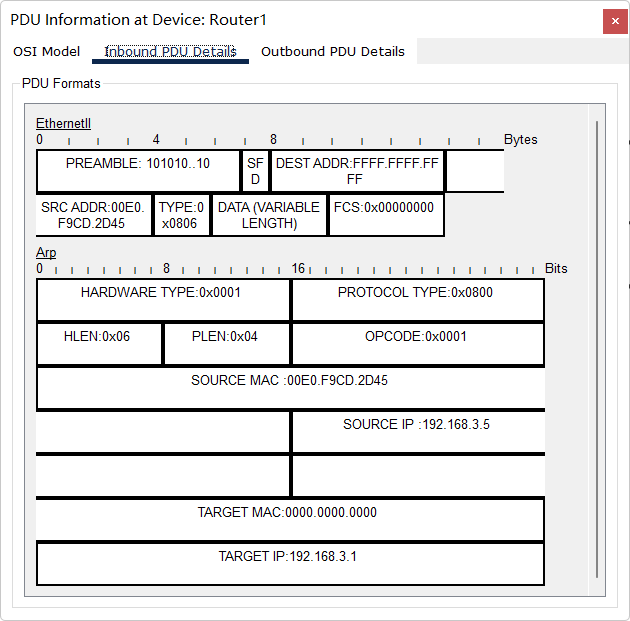 PDU Information at Device: Router1
OSI Model Inbound PDU Details Outbound PDU Details
PDU Formats
EthernetII
0 4 8 Bytes
PREAMBLE: 101010..10
SF
D
DEST ADDR:FFFF.FFFF.FF
FF
SRC ADDR:00E0.
F9CD.2D45
TYPE:0
x0806
DATA (VARIABLE
LENGTH)
FCS:0x00000000
Arp
0 8 16 Bits
HARDWARE TYPE:0x0001 PROTOCOL TYPE:0x0800
HLEN:0x06 PLEN:0x04 OPCODE:0x0001
SOURCE MAC :00E0.F9CD.2D45
SOURCE IP :192.168.3.5
TARGET MAC:0000.0000.0000
TARGET IP:192.168.3.1